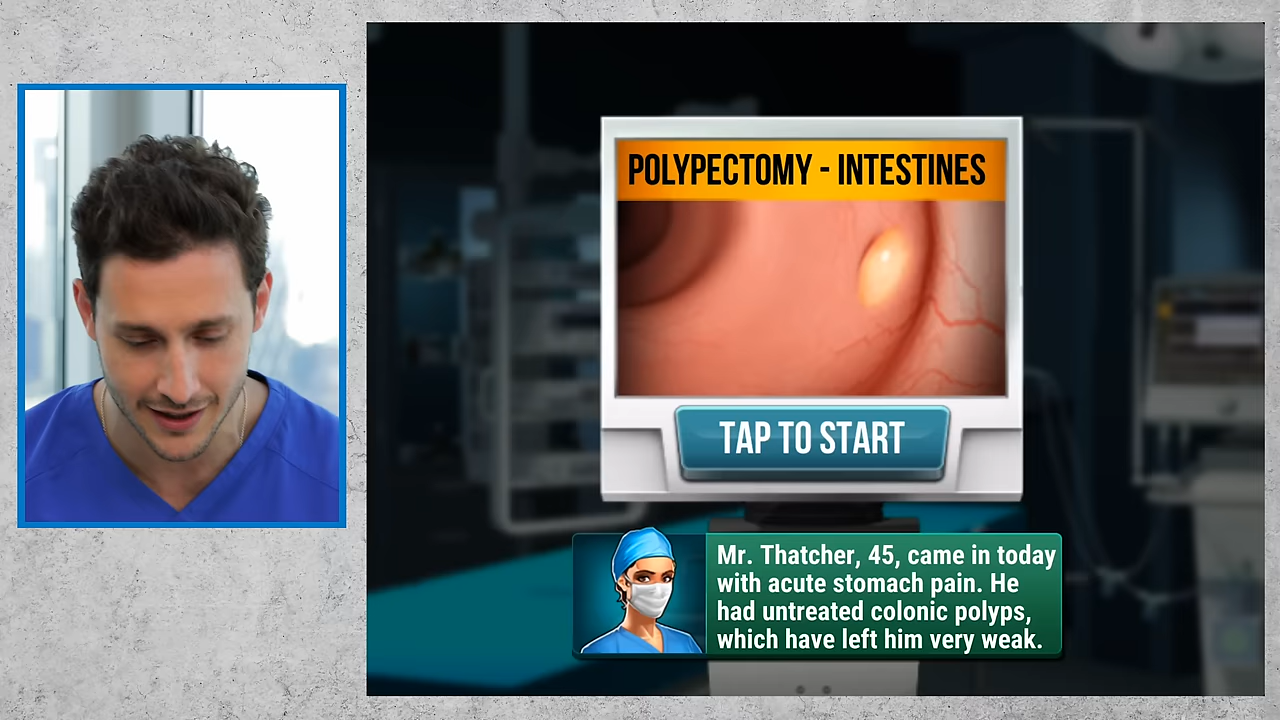 POLYPECTOMY - INTESTINES
TAP TO START
Mr. Thatcher, 45, came in today
with acute stomach pain. He
had untreated colonic polyps,
which have left him very weak.